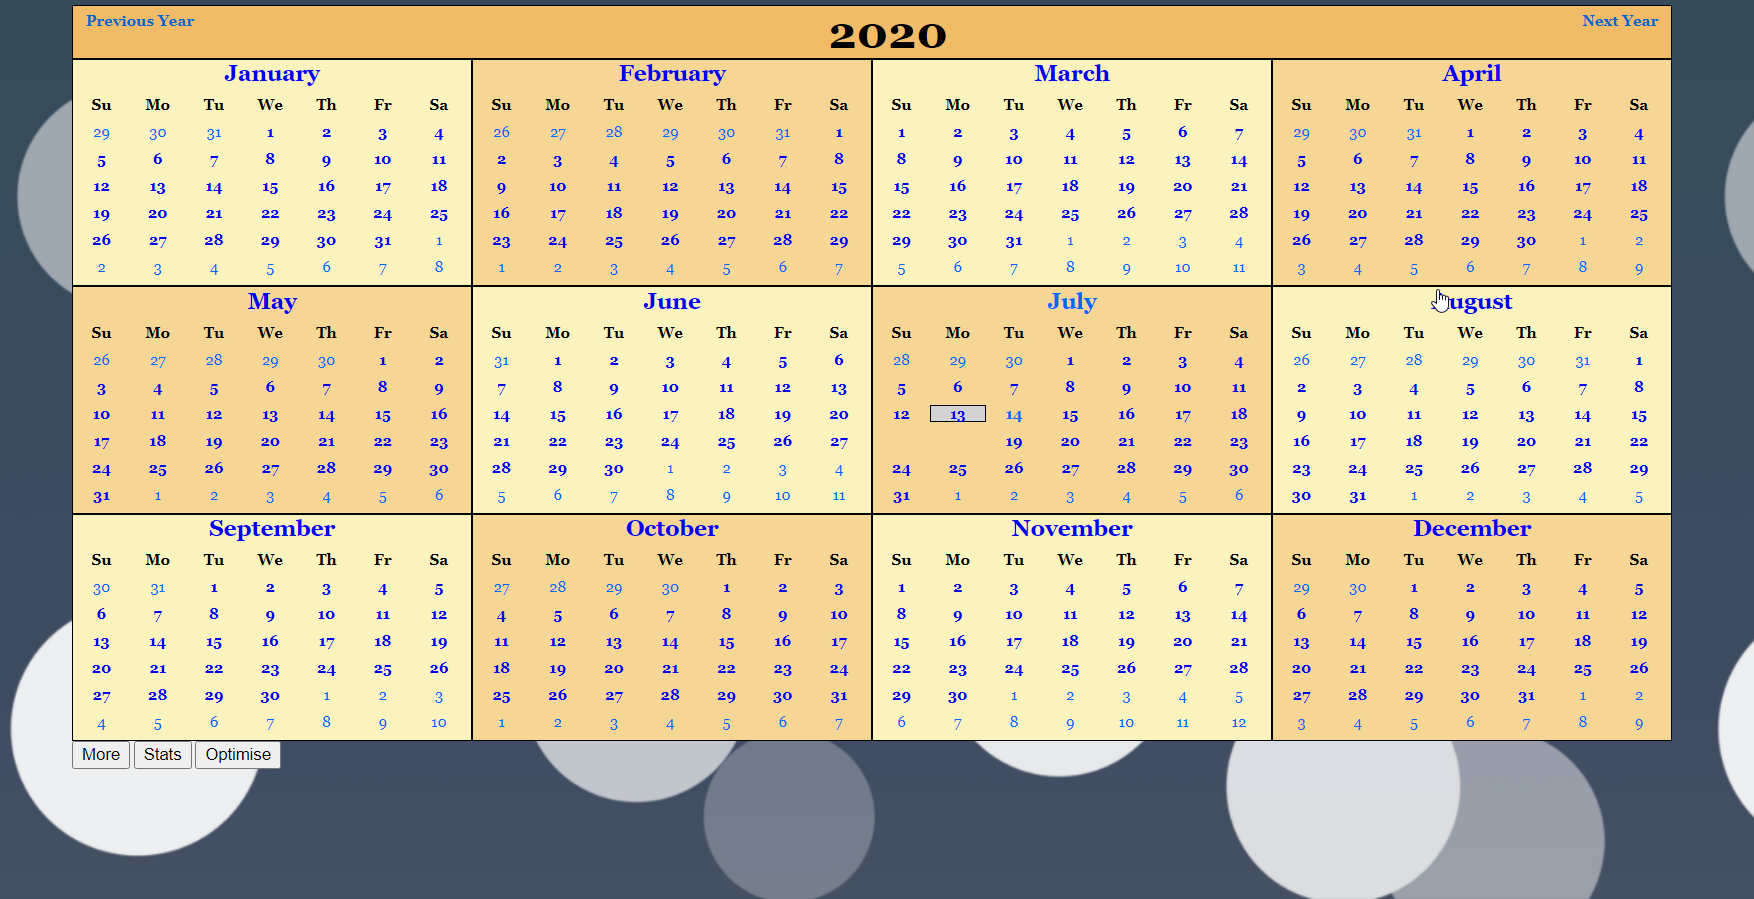 Previous Year 2020 Next Year
January February March April
Su Mo Tu We Th Fr Sa Su Mo Tu We Th Fr Sa Su Mo Tu We Th Fr Sa Su Mo Tu We Th Fr Sa
29 30 31 1 2 3 4 26 27 28 29 30 31 1 1 2 3 4 5 6 7 29 30 31 1 2 3 4
5 6 7 8 9 10 11 2 3 4 5 6 7 8 8 9 10 11 12 13 14 5 6 7 8 9 10 11
12 13 14 15 16 17 18 9 10 11 12 13 14 15 15 16 17 18 19 20 21 12 13 14 15 16 17 18
19 20 21 22 23 24 25 16 17 18 19 20 21 22 22 23 24 25 26 27 28 19 20 21 22 23 24 25
26 27 28 29 30 31 1 23 24 25 26 27 28 29 29 30 31 1 2 3 4 26 27 28 29 30 1 2
2 3 4 5 6 7 8 1 2 3 4 5 6 7 5 6 7 8 9 10 11 3 4 5 6 7 8 9
May June July ugust
Su Mo Tu We Th Fr Sa Su Mo Tu We Th Fr Sa Su Mo Tu We Th Fr Sa Su Mo Tu We Th Fr Sa
26 27 28 29 30 1 2 31 1 2 3 4 5 6 28 29 30 1 2 3 4 26 27 28 29 30 31 1
3 4 5 6 7 8 9 7 8 9 10 11 12 13 5 6 7 8 9 10 11 2 3 4 5 6 7 8
10 11 12 13 14 15 16 14 15 16 17 18 19 20 12 13 14 15 16 17 18 9 10 11 12 13 14 15
17 18 19 20 21 22 23 21 22 23 24 25 26 27 19 20 21 22 23 16 17 18 19 20 21 22
24 25 26 27 28 29 30 28 29 30 1 2 3 4 24 25 26 27 28 29 30 23 24 25 26 27 28 29
31 1 2 3 4 5 6 5 6 7 8 9 10 11 31 1 2 3 4 5 6 30 31 1 2 3 4 5
September October November December
Su Mo Tu We Th Fr Sa Su Mo Tu We Th Fr Sa Su Mo Tu We Th Fr Sa Su Mo Tu We Th Fr Sa
30 31 1 2 3 4 5 27 28 29 30 1 2 3 1 2 3 4 5 6 7 29 30 1 2 3 4 5
6 7 8 9 10 11 12 4 5 6 7 8 9 10 8 9 10 11 12 13 14 6 7 8 9 10 11 12
13 14 15 16 17 18 19 11 12 13 14 15 16 17 15 16 17 18 19 20 21 13 14 15 16 17 18 19
20 21 22 23 24 25 26 18 19 20 21 22 23 24 22 23 24 25 26 27 28 20 21 22 23 24 25 26
27 28 29 30 1 2 3 25 26 27 28 29 30 31 29 30 1 2 3 4 5 27 28 29 30 31 1 2
4 5 6 7 8 9 10 1 2 3 4 5 6 7 6 7 8 9 10 11 12 3 4 5 6 7 8 9
More Stats Optimise